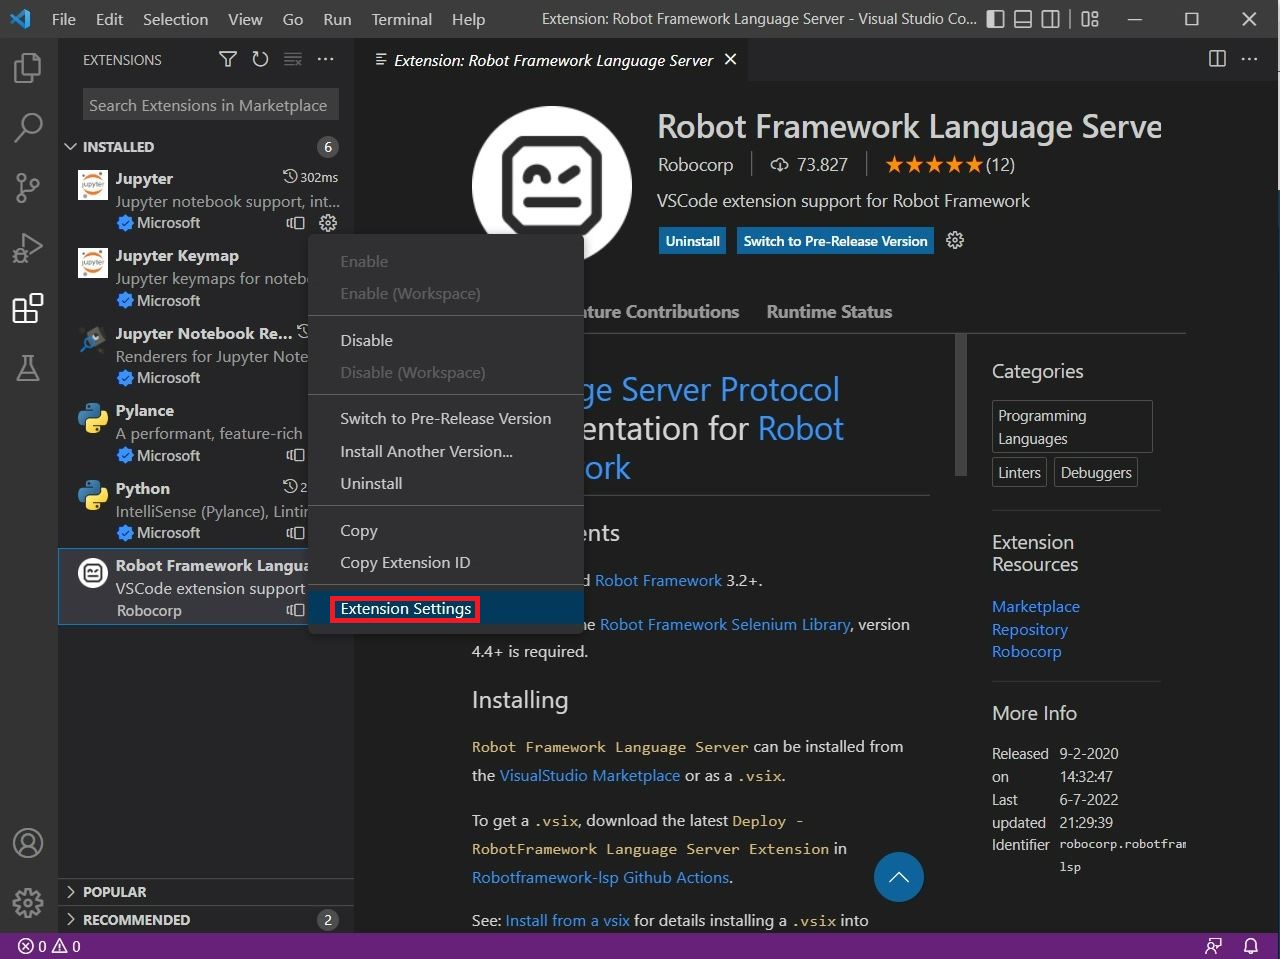 File Edit Selection View Go Run Terminal Help Extension: Robot Framework Language Server - Visual Studio Co...
EXTENSIONS
Extension: Robot Framework Language Server
Search Extensions in Marketplace
INSTALLED 6
Jupyter 302ms
Jupyter notebook support, int...
Microsoft
Jupyter Keymap
Jupyter keymaps for noteb
Microsoft
Jupyter Notebook Re...
Renderers for Jupyter Note
Microsoft
Pylance
A performant, feature-rich
Microsoft
Python 2
IntelliSense (Pylance), Lintin
Microsoft
Robot Framework Langua
VSCode extension support
Robocorp
POPULAR
RECOMMENDED 2
Enable
Enable (Workspace)
Disable
Disable (Workspace)
Switch to Pre-Release Version
Install Another Version...
Uninstall
Copy
Copy Extension ID
Extension Settings
Robot Framework Language Serve
Robocorp 73.827 (12)
VSCode extension support for Robot Framework
Uninstall Switch to Pre-Release Version
ture Contributions Runtime Status
ge Server Protocol
entation for Robot
ork
ents
d Robot Framework 3.2+.
he Robot Framework Selenium Library, version
4.4+ is required.
Installing
Robot Framework Language Server can be installed from
the VisualStudio Marketplace or as a .vsix.
To get a .vsix, download the latest Deploy -
RobotFramework Language Server Extension in
Robotframework-lsp Github Actions.
See: Install from a vsix for details installing a .vsix into
Categories
Programming
Languages
Linters Debuggers
Extension
Resources
Marketplace
Repository
Robocorp
More Info
Released 9-2-2020
on 14:32:47
Last 6-7-2022
updated 21:29:39
Identifier robocorp.robotfram
lsp
0 0